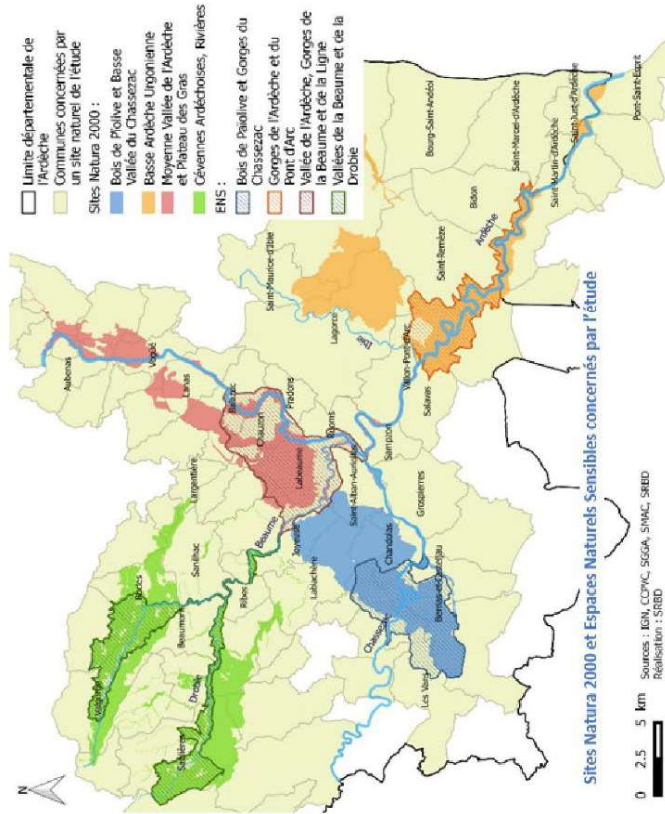 Limite départementale de
l'Ardèche
Communes concernées par
un site naturel de l'étude
Sites Natura 2000 :
Bois de Païolive et Basse
Vallée du Chassezac
Basse Ardèche Urgonienne
Moyenne Vallée de l'Ardèche
et Plateau des Gras
Cévennes Ardéchoises, Rivières
ENS :
Bois de Païolive et Gorges du
Chassezac
Gorges de l'Ardèche et du
Pont d'Arc
Vallée de l'Ardèche, Gorges de
la Beaume et de la Ligne
Vallées de la Beaume et de la
Drobie
N
Aubenas
Vogüé
Lanas
Balazuc
Chauzon
Pradons
Largentière
Labeaume
Ruoms
Saint-Alban-Auriolles
Sampzon
Valgorge
Rocles
Sanilhac
Beaumont
Beaume
Ribes
Joyeuse
Drobie
Sablières
Lablachère
Chandolas
Grospierres
Chassezac
Berrias-et-Casteljau
Les Vans
Saint-Maurice-d'Ibie
Lagorce
Ibie
Vallon-Pont-d'Arc
Salavas
Saint-Remèze
Bidon
Ardèche
Bourg-Saint-Andéol
Saint-Marcel-d'Ardèche
Saint-Martin-d'Ardèche
Saint-Just-d'Ardèche
Pont-Saint-Esprit
Sites Natura 2000 et Espaces Naturels Sensibles concernés par l'étude
0 2.5 5 km
Sources : IGN, CCPVC, SGGA, SMAC, SRBD
Réalisation : SRBD